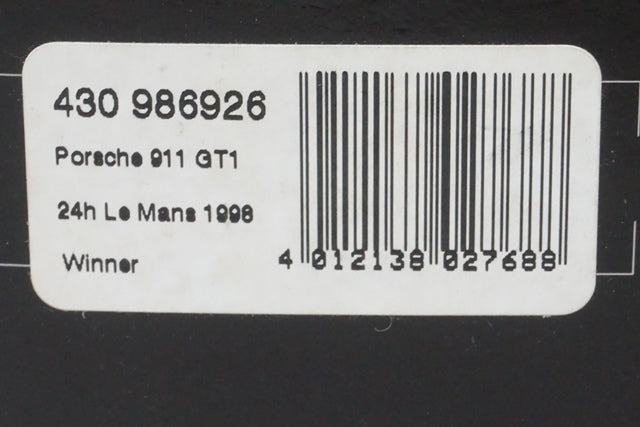 430 986926
Porsche 911 GT1
24h Le Mans 1998
Winner
4 012138 027688